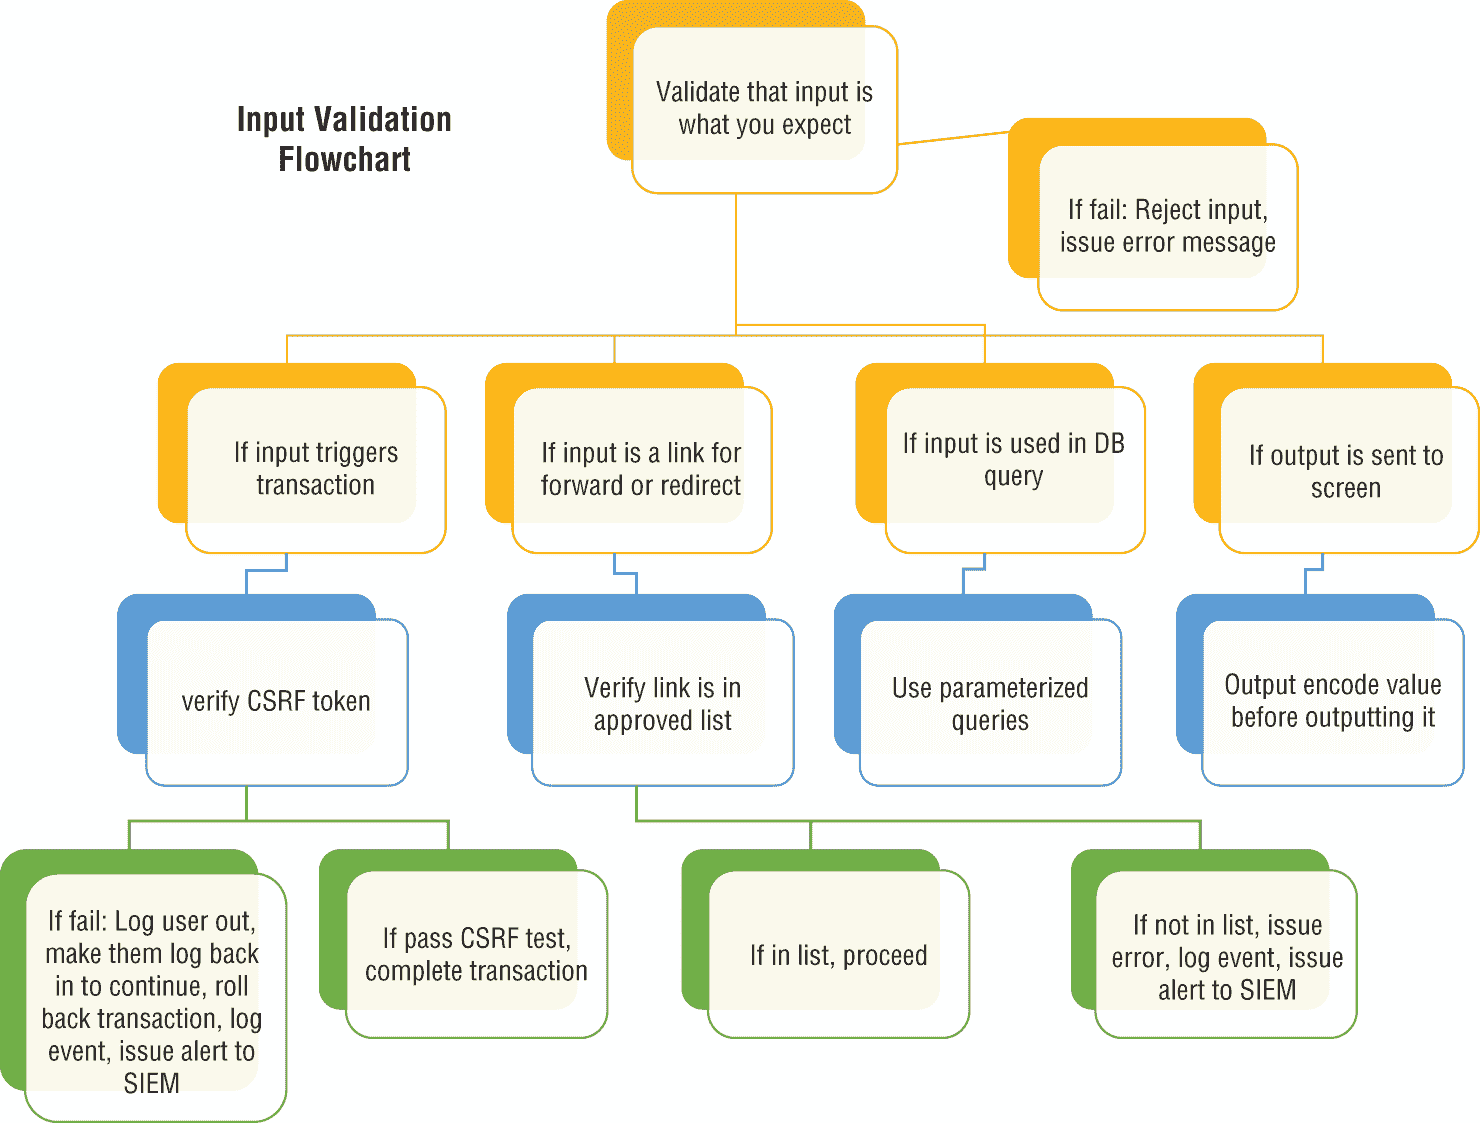 Input Validation
Flowchart
Validate that input is
what you expect
If fail: Reject input,
issue error message
If input triggers
transaction
If input is a link for
forward or redirect
If input is used in DB
query
If output is sent to
screen
verify CSRF token
Verify link is in
approved list
Use parameterized
queries
Output encode value
before outputting it
If fail: Log user out,
make them log back
in to continue, roll
back transaction, log
event, issue alert to
SIEM
If pass CSRF test,
complete transaction
If in list, proceed
If not in list, issue
error, log event, issue
alert to SIEM